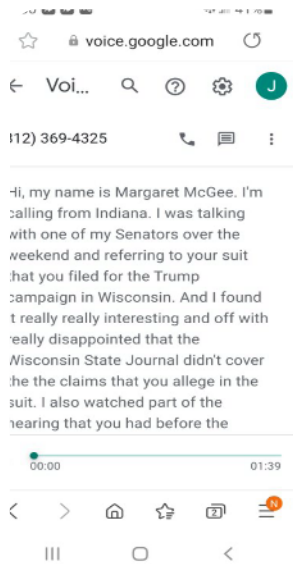 voice.google.com
Voi...
J
312) 369-4325
Hi, my name is Margaret McGee. I'm
calling from Indiana. I was talking
with one of my Senators over the
weekend and referring to your suit
that you filed for the Trump
campaign in Wisconsin. And I found
it really really interesting and off with
really disappointed that the
Wisconsin State Journal didn't cover
the the claims that you allege in the
suit. I also watched part of the
hearing that you had before the
00:00
01:39
2
N